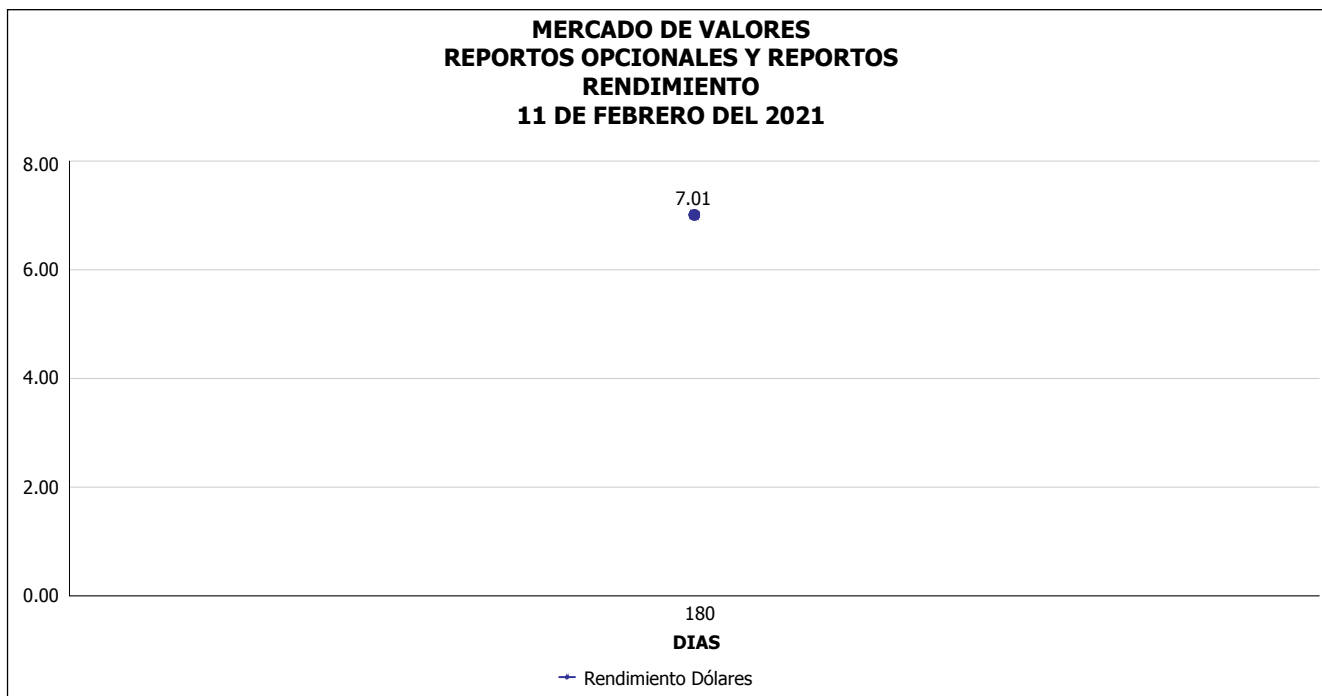 MERCADO DE VALORES
REPORTOS OPCIONALES Y REPORTOS
RENDIMIENTO
11 DE FEBRERO DEL 2021
8.00
7.01
6.00
4.00
2.00
0.00
180
DIAS
Rendimiento Dólares